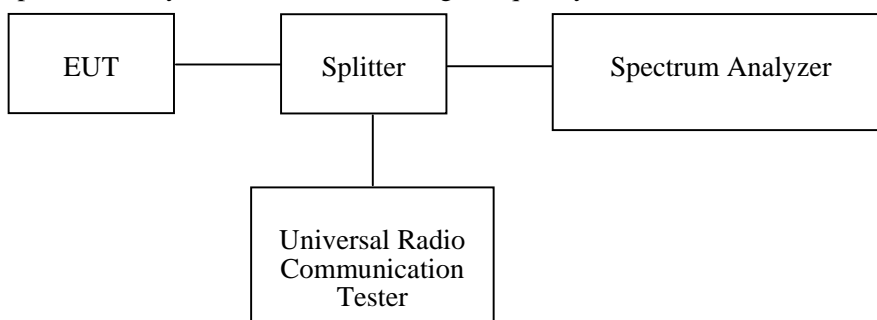 EUT
Splitter
Spectrum Analyzer
Universal Radio
Communication
Tester